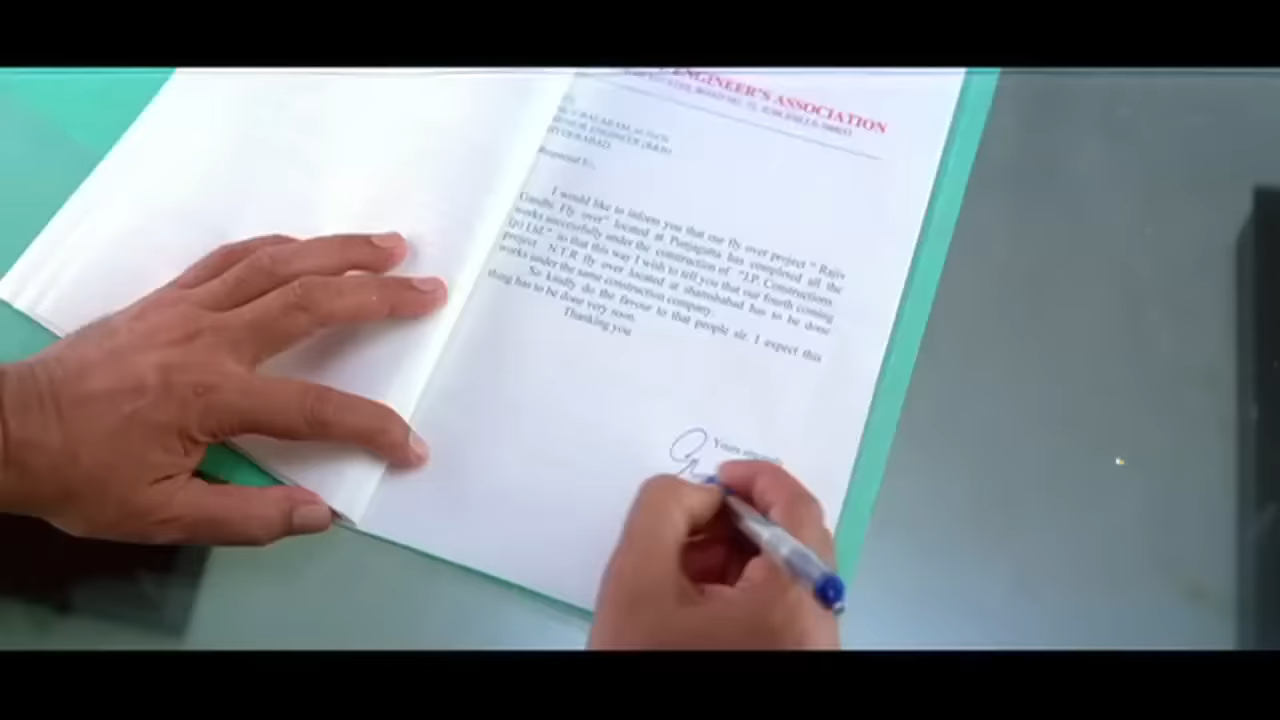 ENGINEER'S ASSOCIATION
HYDERABAD.
Respected Sir,
I would like to inform you that our fly over project " Rajiv
Gandhi Fly over" located at Punjagutta has completed all the
works successfully under the construction of "J.P. Constructions
(p) Ltd." so that this way I wish to tell you that our fourth coming
project N.T.R. fly over located at shamshabad has to be done
works under the same construction company.
So kindly do the favour to that people sir. I expect this
thing has to be done very soon.
Thanking you
Yours